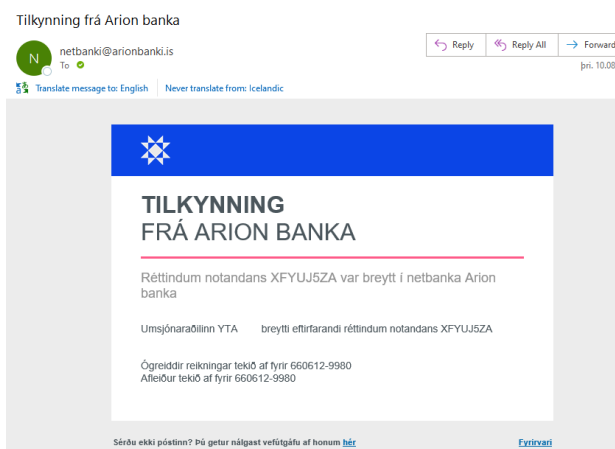 Tilkynning frá Arion banka
N
netbanki@arionbanki.is
To
Reply Reply All Forward
þri. 10.08
Translate message to: English Never translate from: Icelandic
TILKYNNING
FRÁ ARION BANKA
Réttindum notandans XFYUJ5ZA var breytt í netbanka Arion
banka
Umsjónaraðilinn YTA breytti eftirfarandi réttindum notandans XFYUJ5ZA
Ógreiddir reikningar tekið af fyrir 660612-9980
Afleiður tekið af fyrir 660612-9980
Sérðu ekki póstinn? Þú getur nálgast vefútgáfu af honum hér Fyrirvari